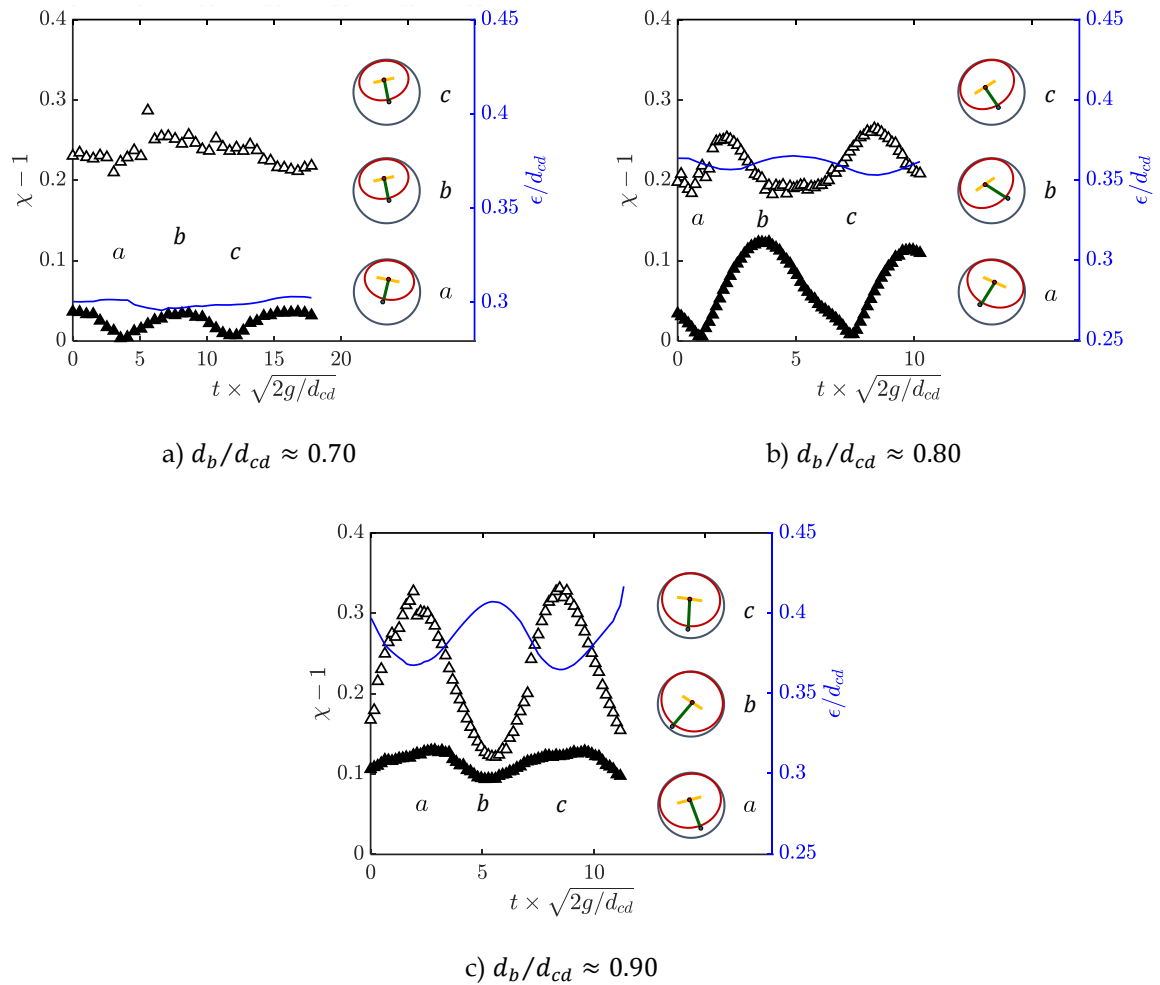 0.4
0.3
0.2
0.1
0
χ − 1
0 5 10 15 20
t × √2g/d_cd
0.45
0.4
0.35
0.3
ϵ/d_cd
a b c
c
b
a
a) d_b/d_cd ≈ 0.70
0.4
0.3
0.2
0.1
0
χ − 1
0 5 10
t × √2g/d_cd
0.45
0.4
0.35
0.3
0.25
ϵ/d_cd
a b c
c
b
a
b) d_b/d_cd ≈ 0.80
0.4
0.3
0.2
0.1
0
χ − 1
0 5 10
t × √2g/d_cd
0.45
0.4
0.35
0.3
0.25
ϵ/d_cd
a b c
c
b
a
c) d_b/d_cd ≈ 0.90